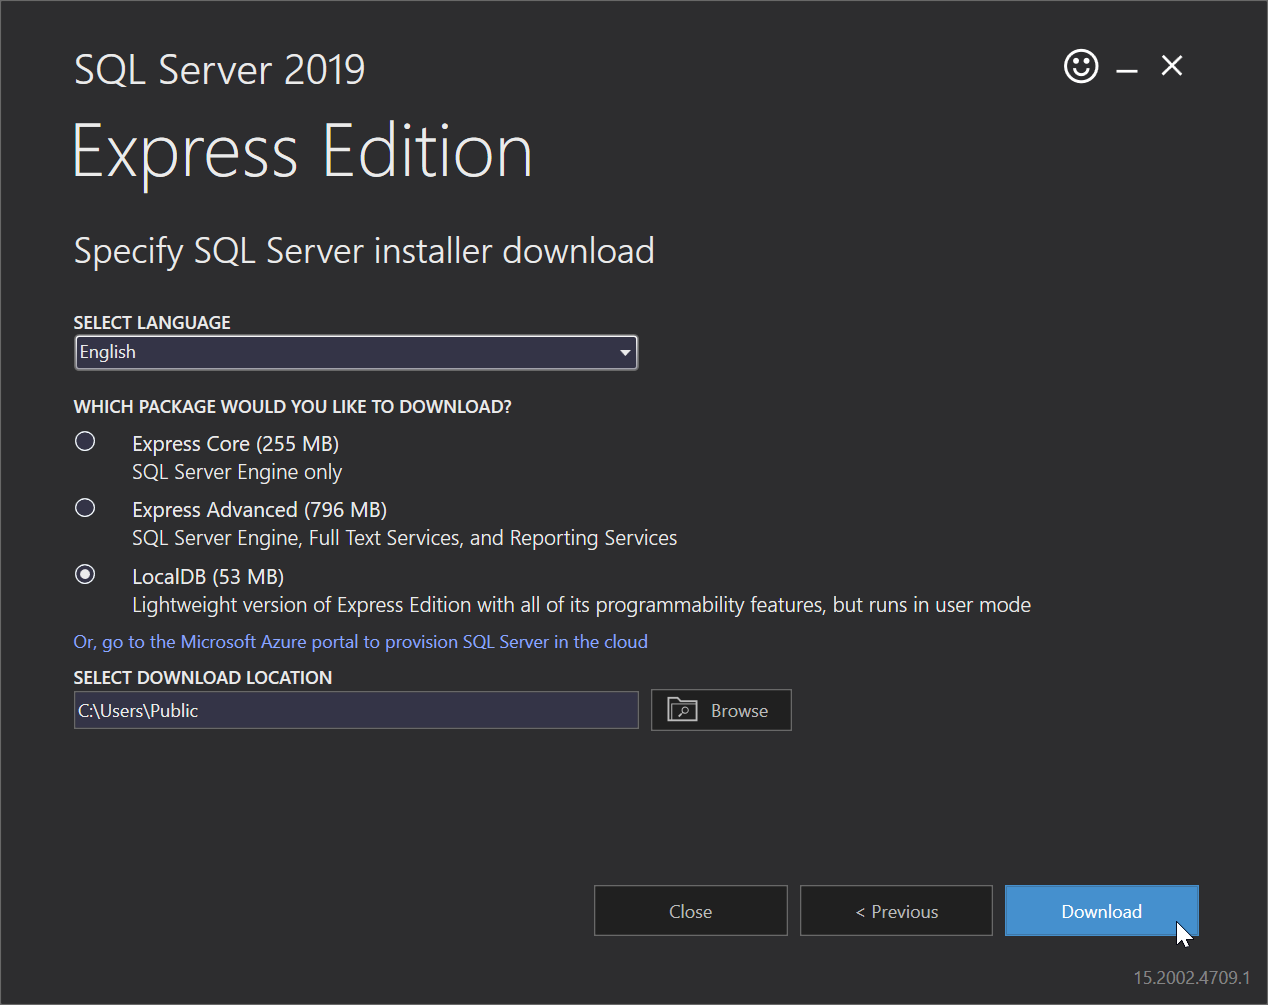 SQL Server 2019
Express Edition
Specify SQL Server installer download
SELECT LANGUAGE
English
WHICH PACKAGE WOULD YOU LIKE TO DOWNLOAD?
Express Core (255 MB)
SQL Server Engine only
Express Advanced (796 MB)
SQL Server Engine, Full Text Services, and Reporting Services
LocalDB (53 MB)
Lightweight version of Express Edition with all of its programmability features, but runs in user mode
Or, go to the Microsoft Azure portal to provision SQL Server in the cloud
SELECT DOWNLOAD LOCATION
C:\Users\Public
Browse
Close
< Previous
Download
15.2002.4709.1